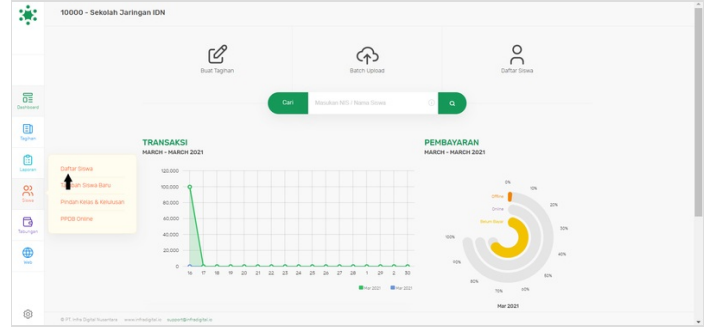 10000 - Sekolah Jaringan IDN
Buat Tagihan
Batch Upload
Daftar Siswa
Cari
Masukan NIS / Nama Siswa
Dashboard
Tagihan
Laporan
Siswa
Tabungan
Web
Daftar Siswa
Tambah Siswa Baru
Pindah Kelas & Kelulusan
PPDB Online
TRANSAKSI
MARCH - MARCH 2021
120.000
100.000
80.000
60.000
40.000
20.000
0
16 17 18 19 20 21 22 23 24 25 26 27 28 1 29 2 30
Mar 2021 Mar 2021
PEMBAYARAN
MARCH - MARCH 2021
Offline
Online
0% 10% 20% 30% 40% 50% 60% 70% 80% 90% 100%
Mar 2021
© PT. Infra Digital Nusantara www.infradigital.io support@infradigital.io